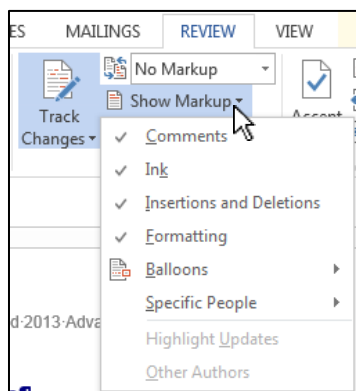 ES MAILINGS REVIEW VIEW
No Markup
Track Changes
Show Markup
Accept
Comments
Ink
Insertions and Deletions
Formatting
Balloons
Specific People
d·2013·Adva
Highlight Updates
Other Authors